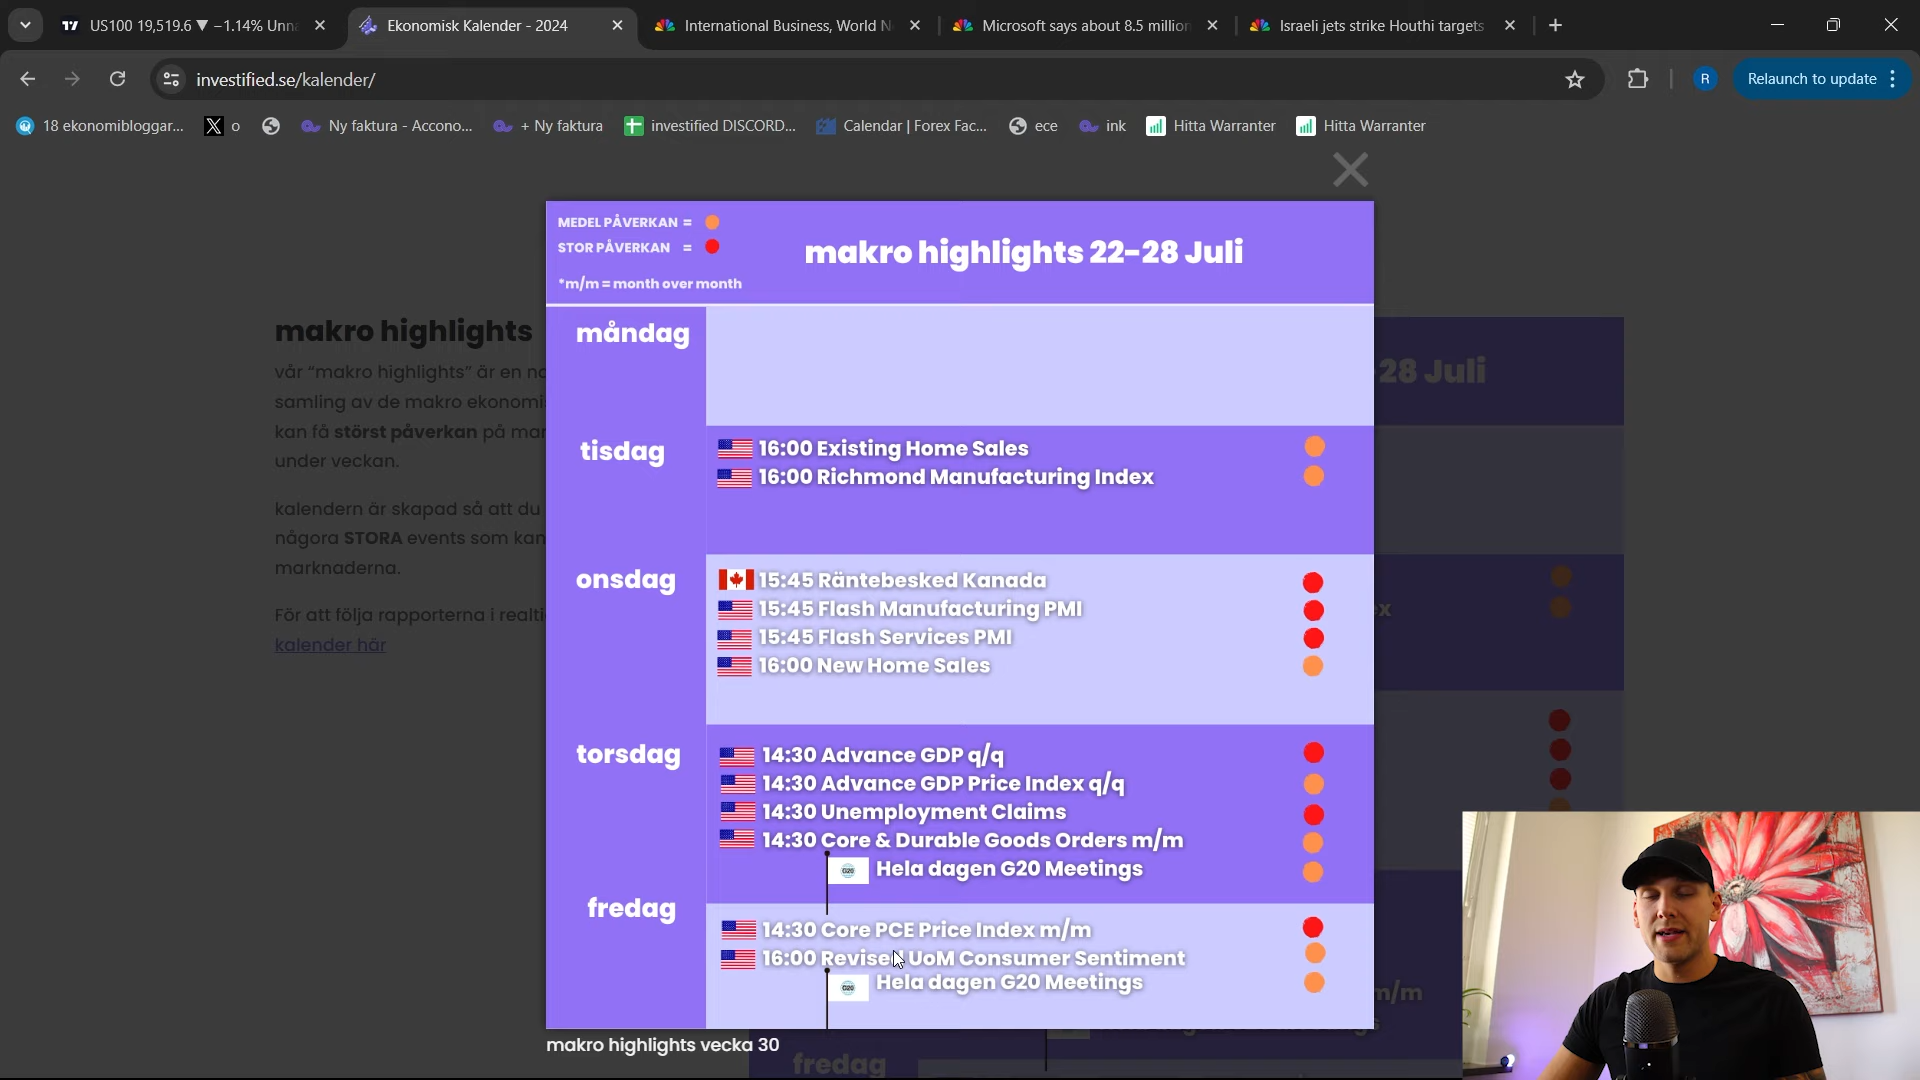 US100 19,519.6 ▼ −1.14% Unna
Ekonomisk Kalender - 2024
International Business, World N
Microsoft says about 8.5 million
Israeli jets strike Houthi targets
investified.se/kalender/
R
Relaunch to update
18 ekonomibloggar...
o
Ny faktura - Accono...
+ Ny faktura
investified DISCORD...
Calendar | Forex Fac...
ece
ink
Hitta Warranter
Hitta Warranter
MEDEL PÅVERKAN =
STOR PÅVERKAN =
*m/m = month over month
makro highlights 22-28 Juli
måndag
tisdag
16:00 Existing Home Sales
16:00 Richmond Manufacturing Index
onsdag
15:45 Räntebesked Kanada
15:45 Flash Manufacturing PMI
15:45 Flash Services PMI
16:00 New Home Sales
torsdag
14:30 Advance GDP q/q
14:30 Advance GDP Price Index q/q
14:30 Unemployment Claims
14:30 Core & Durable Goods Orders m/m
G20 Hela dagen G20 Meetings
fredag
14:30 Core PCE Price Index m/m
16:00 Revised UoM Consumer Sentiment
G20 Hela dagen G20 Meetings
makro highlights vecka 30
makro highlights
vår “makro highlights” är en
samling av de makro ekonomi
kan få störst påverkan på mar
under veckan.
kalendern är skapad så att du
några STORA events som kan
marknaderna.
För att följa rapporterna i realti
kalender här
-28 Juli
m/m
fredag